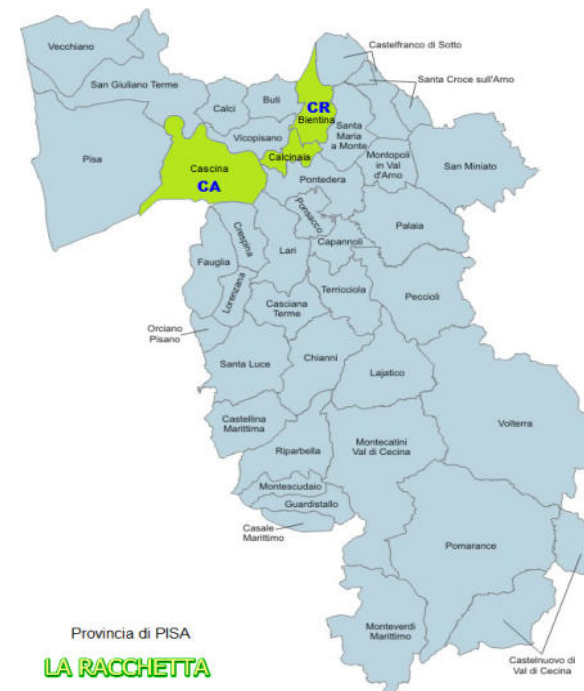 Castelfranco di Sotto
Vecchiano
Santa Croce sull'Arno
San Giuliano Terme
Calci
Buti
CR
Bientina
Santa
Maria
a Monte
Vicopisano
Pisa
Calcinaia
Montopoli
in Val
d'Arno
San Miniato
Cascina
CA
Pontedera
Ponsacco
Palaia
Crespina
Lari
Capannoli
Fauglia
Lorenzana
Terricciola
Peccioli
Casciana
Terme
Orciano
Pisano
Santa Luce
Chianni
Lajatico
Castellina
Marittima
Volterra
Riparbella
Montecatini
Val di Cecina
Montescudaio
Guardistallo
Casale
Marittimo
Pomarance
Monteverdi
Marittimo
Castelnuovo di
Val di Cecina
Provincia di PISA
LA RACCHETTA